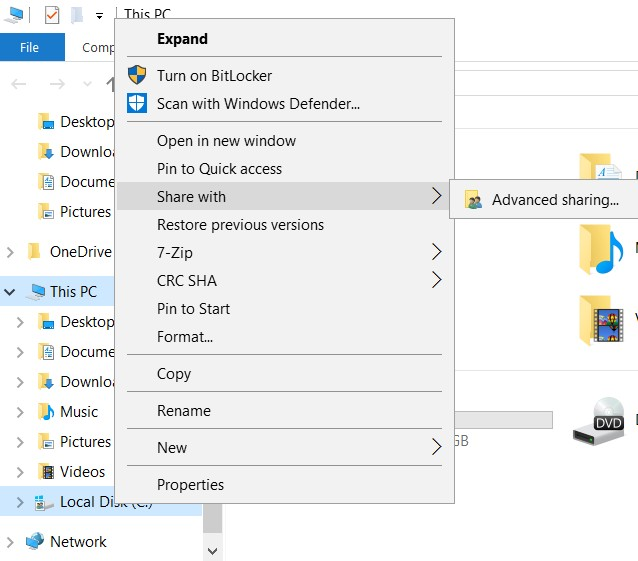 This PC
File
Comp
Expand
Turn on BitLocker
Scan with Windows Defender...
Open in new window
Pin to Quick access
Share with
Advanced sharing...
Restore previous versions
7-Zip
CRC SHA
Pin to Start
Format...
Copy
Rename
New
Properties
Desktop
Downloa
Docume
Pictures
OneDrive
This PC
Desktop
Docume
Downloa
Music
Pictures
Videos
Local Disk (C:)
Network
GB
DVD